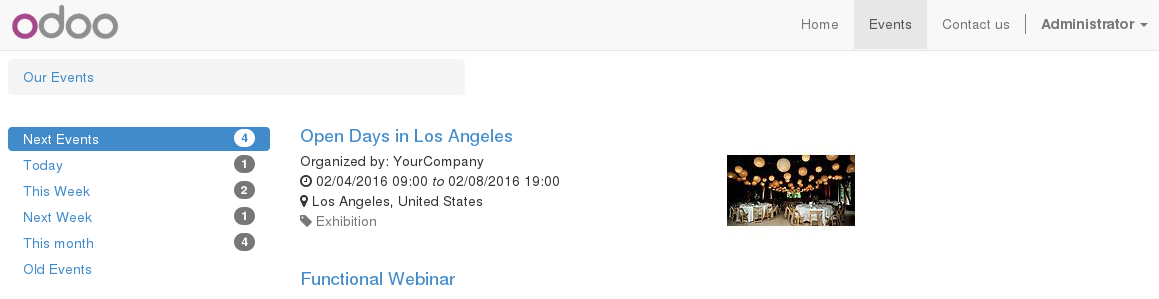 odoo
Home Events Contact us Administrator
Our Events
Next Events 4
Today 1
This Week 2
Next Week 1
This month 4
Old Events
Open Days in Los Angeles
Organized by: YourCompany
02/04/2016 09:00 to 02/08/2016 19:00
Los Angeles, United States
Exhibition
Functional Webinar